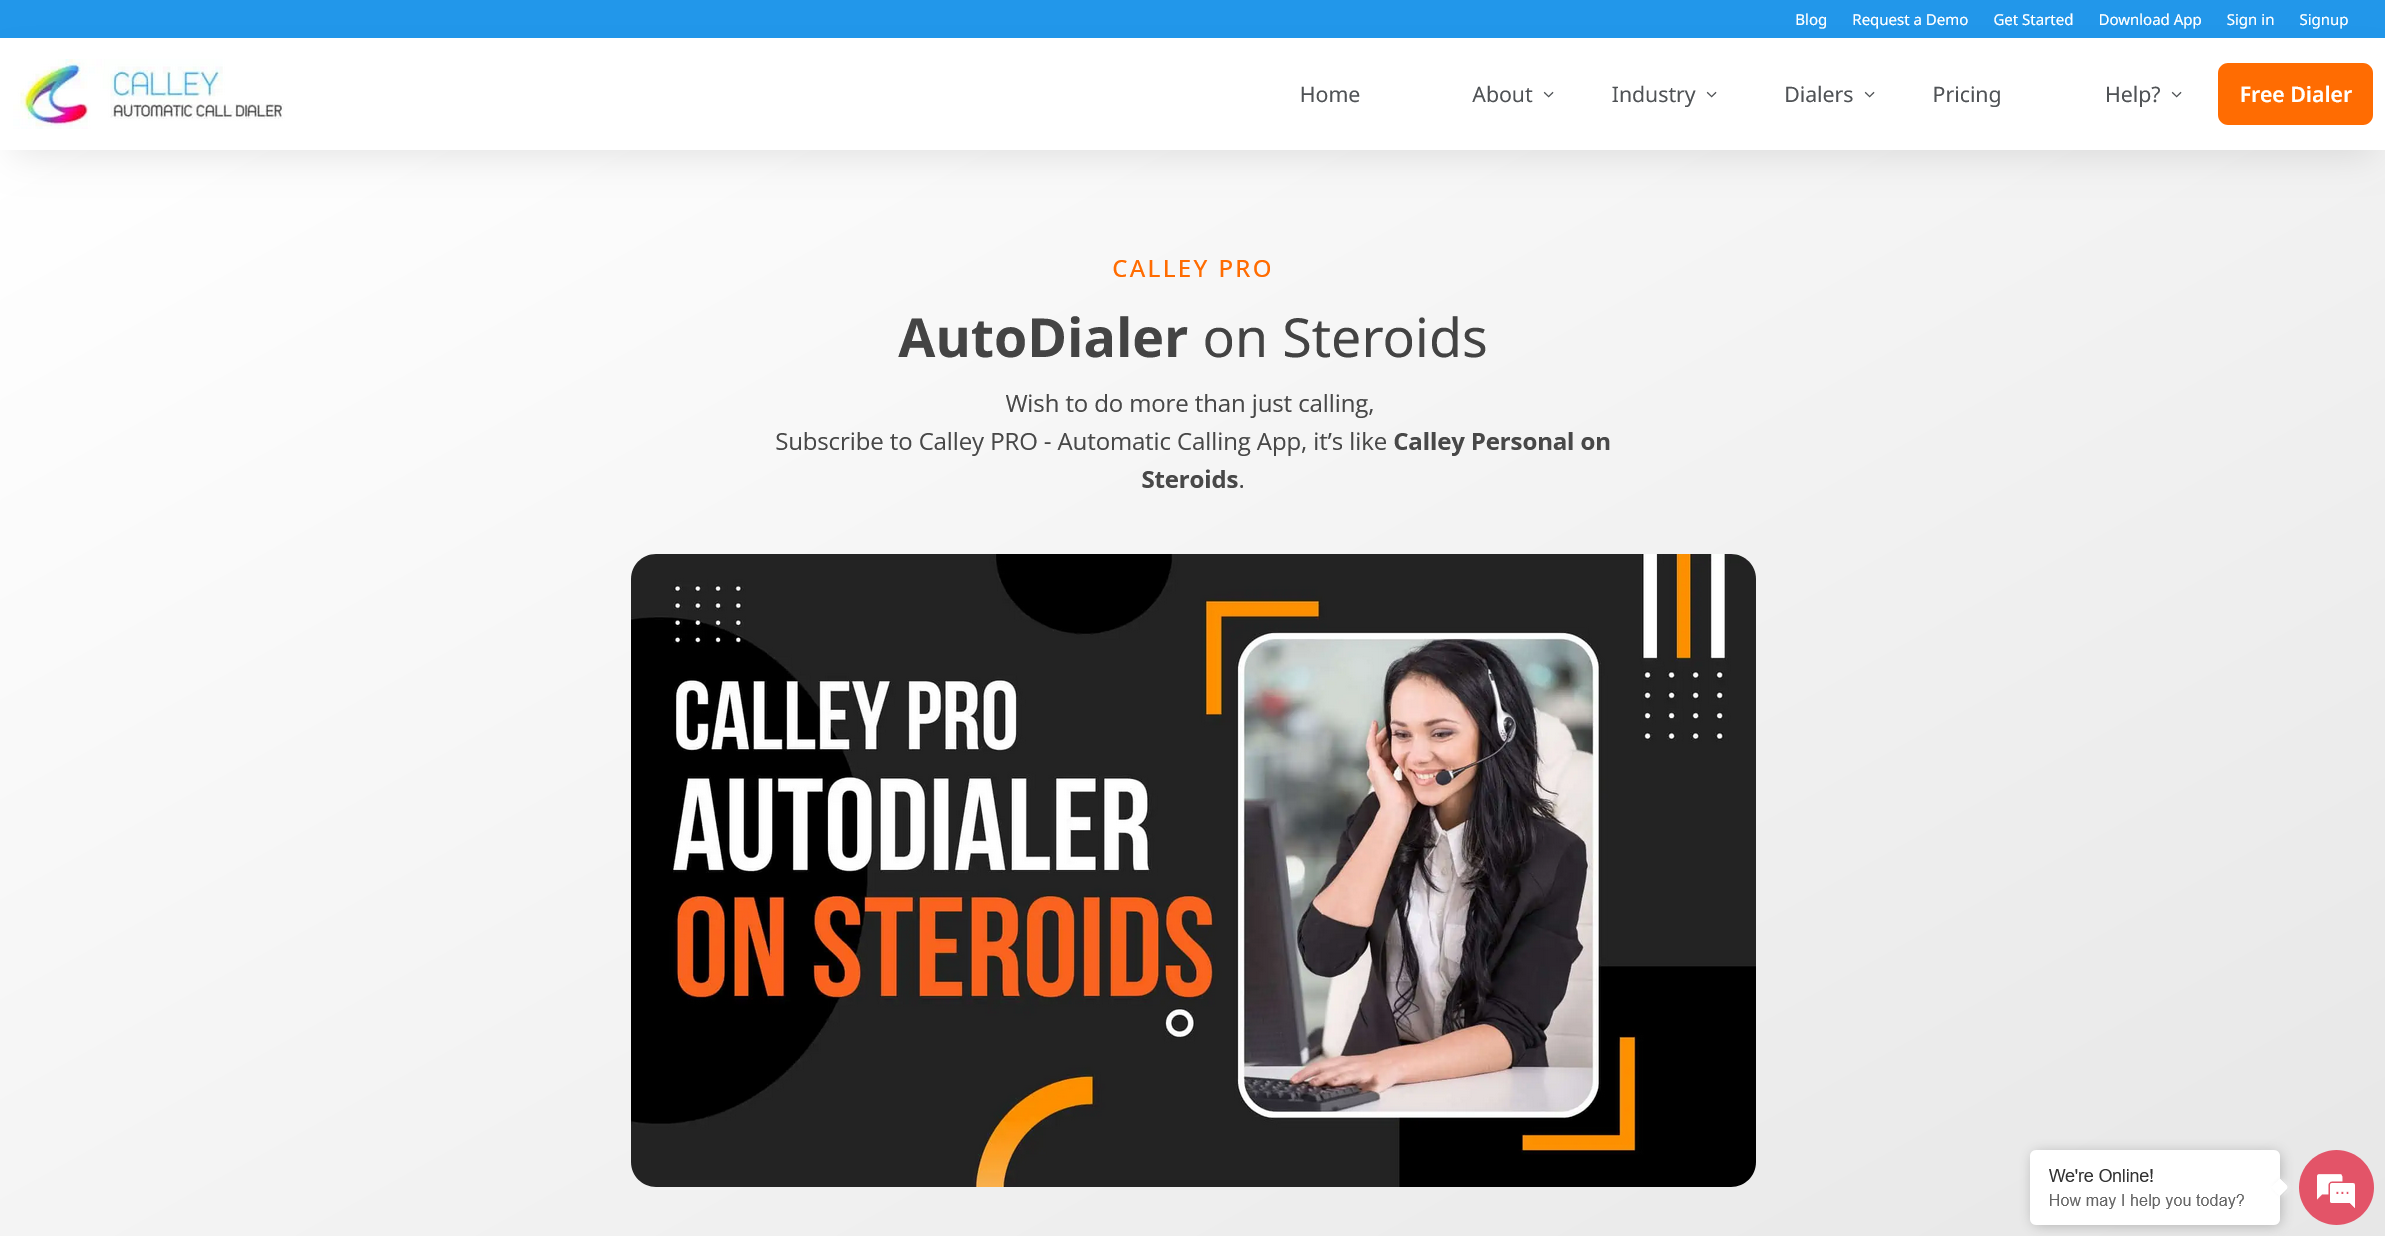 Blog Request a Demo Get Started Download App Sign in Signup
CALLEY
AUTOMATIC CALL DIALER
Home About Industry Dialers Pricing Help? Free Dialer
CALLEY PRO
AutoDialer on Steroids
Wish to do more than just calling,
Subscribe to Calley PRO - Automatic Calling App, it’s like Calley Personal on
Steroids.
CALLEY PRO
AUTODIALER
ON STEROIDS
We're Online!
How may I help you today?